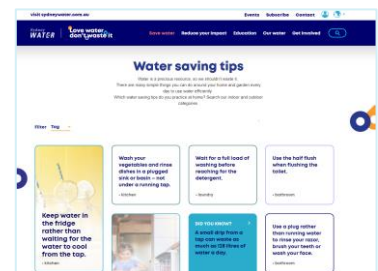 visit sydneywater.com.au
Events Subscribe Contact
Sydney
WATER
Love water
don't waste it
Save water Reduce your impact Education Our water Get involved
Water saving tips
Water is a precious resource, so we shouldn't waste it.
There are many simple things you can do around your home and garden every
day to use water efficiently.
Which water saving tips do you practice at home? Search our indoor and outdoor
categories.
Filter Tag
Keep water in
the fridge
rather than
waiting for the
water to cool
from the tap.
- kitchen
Wash your
vegetables and rinse
dishes in a plugged
sink or basin – not
under a running tap.
- kitchen
Wait for a full load of
washing before
reaching for the
detergent.
- laundry
Use the half flush
when flushing the
toilet.
- bathroom
DID YOU KNOW?
A small drip from a
tap can waste as
much as
litres of
water a day.
Use a plug rather
than running water
to rinse your razor,
brush your teeth or
wash your face.
- bathroom